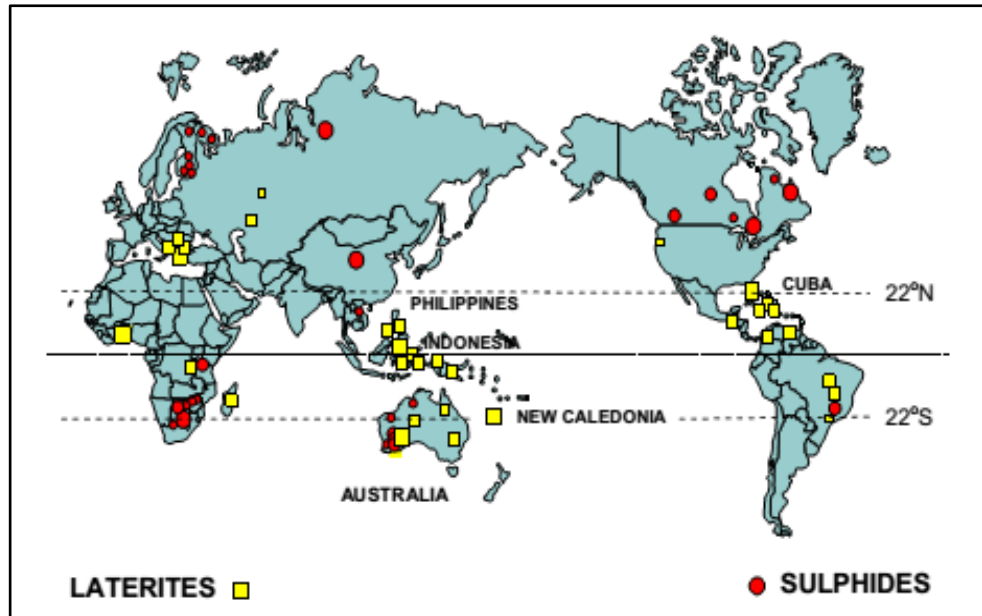 CUBA
22°N
PHILIPPINES
INDONESIA
NEW CALEDONIA
22°S
AUSTRALIA
LATERITES
SULPHIDES